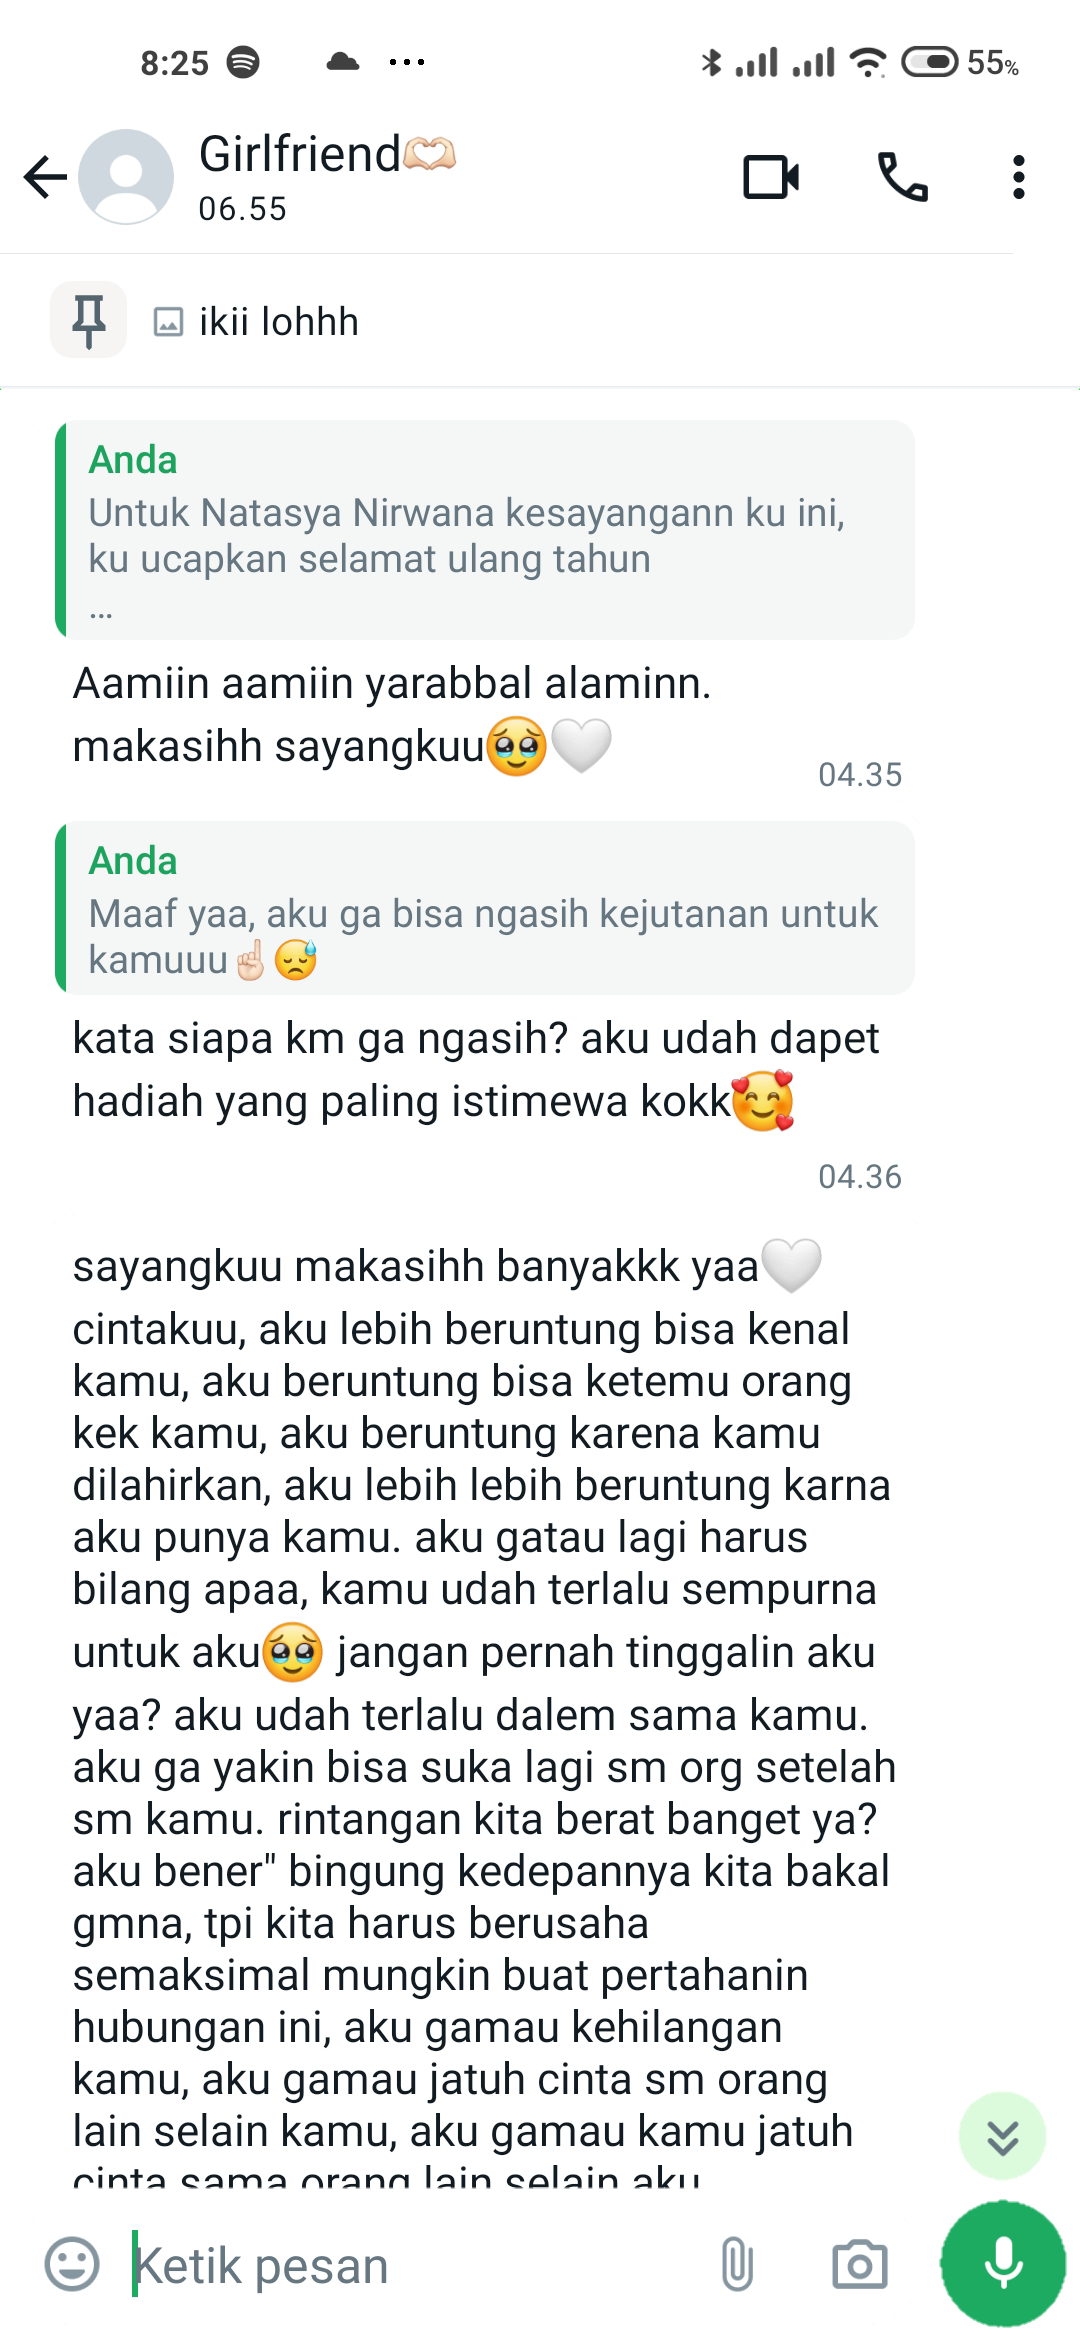 8:25 ... 55%
Girlfriend🫶🏻
06.55
ikii lohhh
Anda
Untuk Natasya Nirwana kesayangann ku ini,
ku ucapkan selamat ulang tahun
...
Aamiin aamiin yarabbal alaminn.
makasihh sayangkuu🥹🤍
04.35
Anda
Maaf yaa, aku ga bisa ngasih kejutanan untuk
kamuuu☝🏻😓
kata siapa km ga ngasih? aku udah dapet
hadiah yang paling istimewa kokk🥰
04.36
sayangkuu makasihh banyakkk yaa🤍
cintakuu, aku lebih beruntung bisa kenal
kamu, aku beruntung bisa ketemu orang
kek kamu, aku beruntung karena kamu
dilahirkan, aku lebih lebih beruntung karna
aku punya kamu. aku gatau lagi harus
bilang apaa, kamu udah terlalu sempurna
untuk aku🥹 jangan pernah tinggalin aku
yaa? aku udah terlalu dalem sama kamu.
aku ga yakin bisa suka lagi sm org setelah
sm kamu. rintangan kita berat banget ya?
aku bener" bingung kedepannya kita bakal
gmna, tpi kita harus berusaha
semaksimal mungkin buat pertahanin
hubungan ini, aku gamau kehilangan
kamu, aku gamau jatuh cinta sm orang
lain selain kamu, aku gamau kamu jatuh
cinta sama orang lain selain aku
Ketik pesan